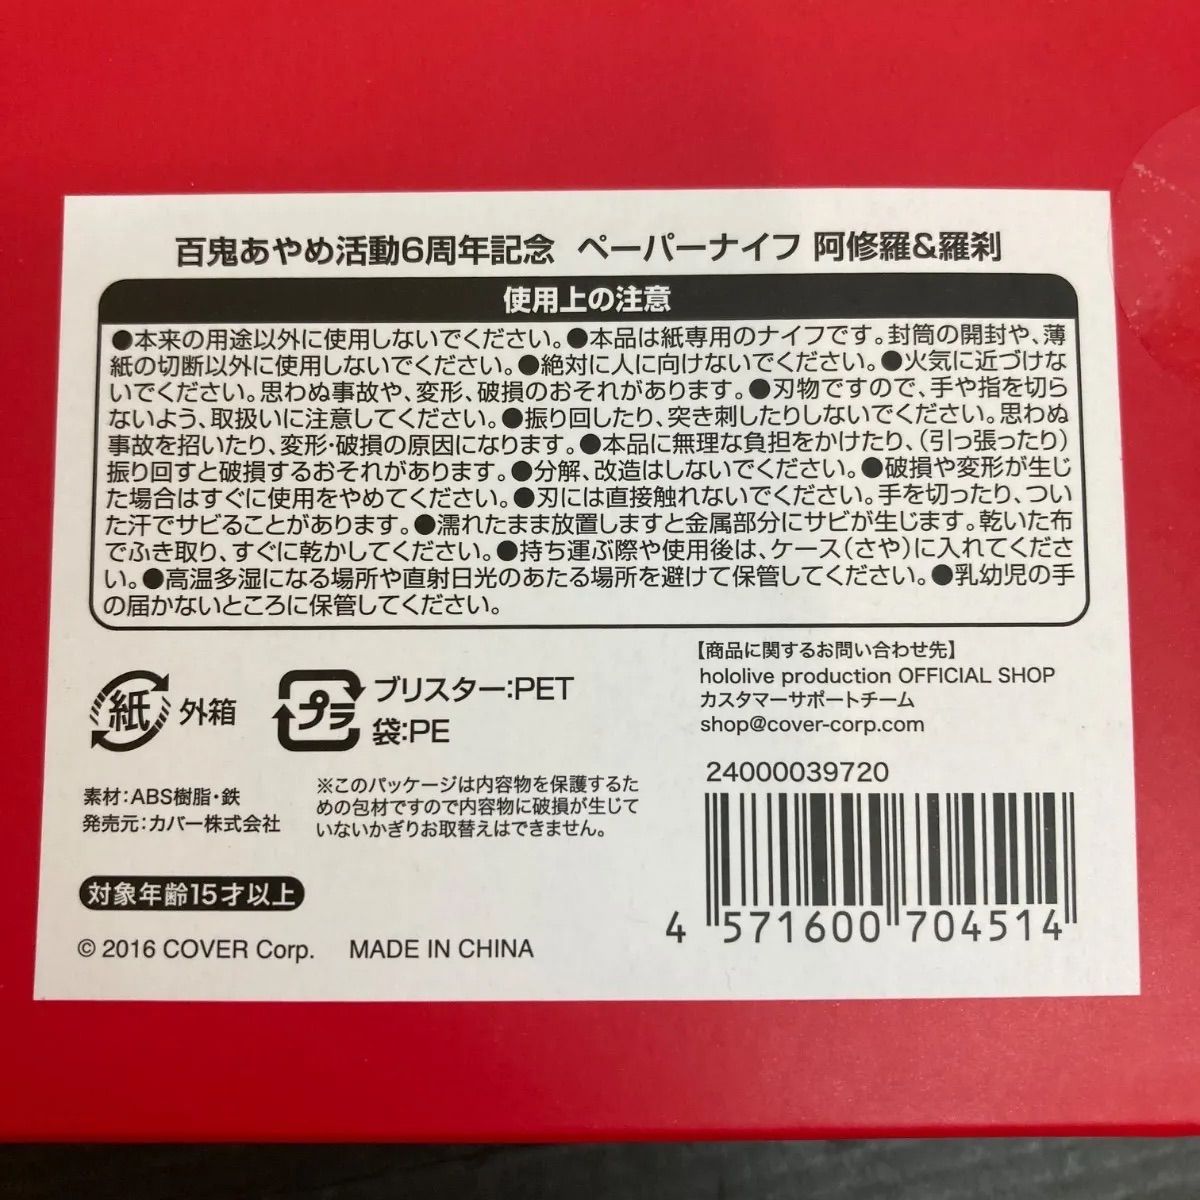 百鬼あやめ活動6周年記念 ペーパーナイフ 阿修羅&羅刹
使用上の注意
●本来の用途以外に使用しないでください。●本品は紙専用のナイフです。封筒の開封や、薄
紙の切断以外に使用しないでください。●絶対に人に向けないでください。●火気に近づけな
いでください。思わぬ事故や、変形、破損のおそれがあります。●刃物ですので、手や指を切ら
ないよう、取扱いに注意してください。●振り回したり、突き刺したりしないでください。思わぬ
事故を招いたり、変形・破損の原因になります。●本品に無理な負担をかけたり、(引っ張ったり)
振り回すと破損するおそれがあります。●分解、改造はしないでください。●破損や変形が生じ
た場合はすぐに使用をやめてください。●刃には直接触れないでください。手を切ったり、つい
た汗でサビることがあります。●濡れたまま放置しますと金属部分にサビが生じます。乾いた布
でふき取り、すぐに乾かしてください。●持ち運ぶ際や使用後は、ケース(さや)に入れてくださ
い。●高温多湿になる場所や直射日光のあたる場所を避けて保管してください。●乳幼児の手
の届かないところに保管してください。
【商品に関するお問い合わせ先】
hololive production OFFICIAL SHOP
カスタマーサポートチーム
shop@cover-corp.com
紙 外箱
プラ ブリスター:PET
袋:PE
素材:ABS樹脂・鉄
発売元:カバー株式会社
※このパッケージは内容物を保護するた
めの包材ですので内容物に破損が生じて
いないかぎりお取替えはできません。
24000039720
4 571600 704514
対象年齢15才以上
© 2016 COVER Corp. MADE IN CHINA